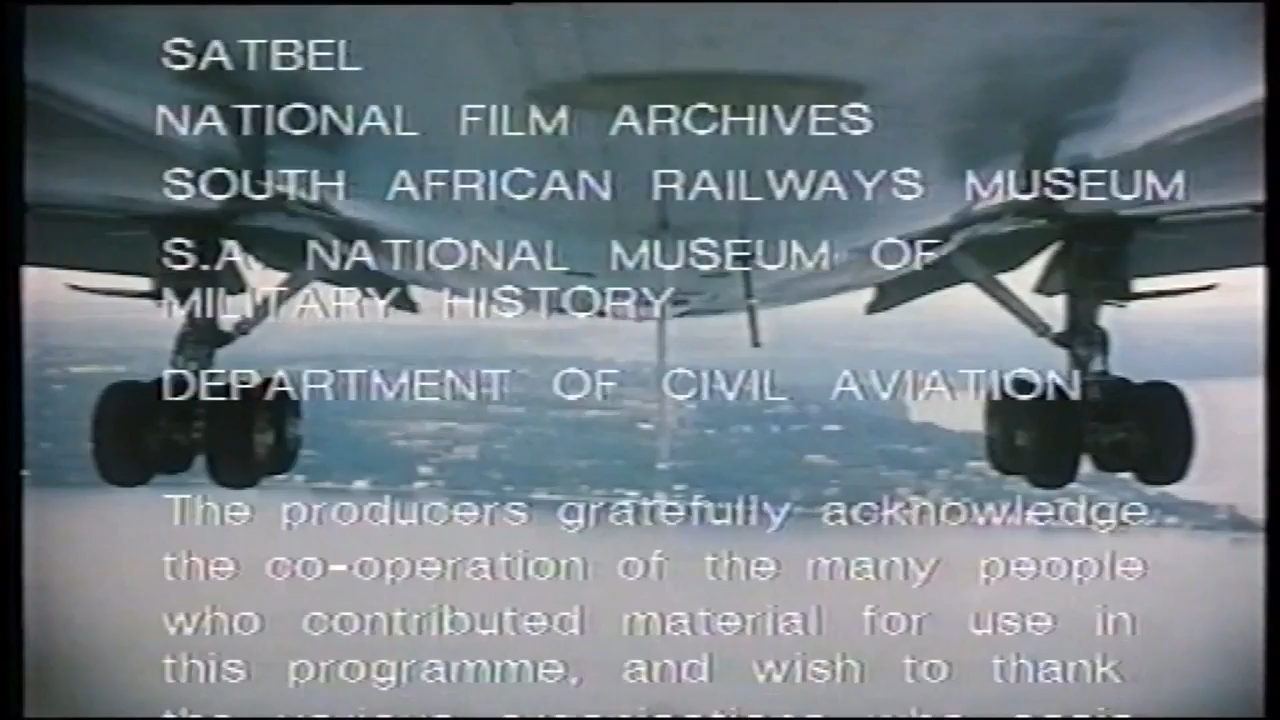 SATBEL
NATIONAL FILM ARCHIVES
SOUTH AFRICAN RAILWAYS MUSEUM
S.A. NATIONAL MUSEUM OF
MILITARY HISTORY
DEPARTMENT OF CIVIL AVIATION
The producers gratefully acknowledge
the co-operation of the many people
who contributed material for use in
this programme, and wish to thank